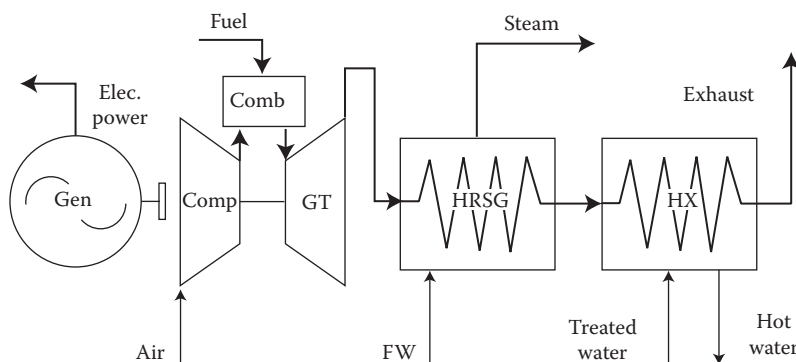 Fuel
Steam
Elec.
power
Comb
Exhaust
Gen
Comp
GT
HRSG
HX
Air
FW
Treated
water
Hot
water